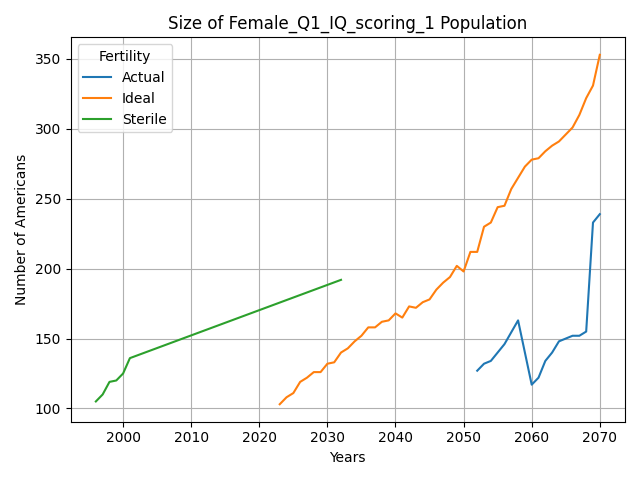 Size of Female_Q1_IQ_scoring_1 Population
Number of Americans
350
300
250
200
150
100
Fertility
Actual
Ideal
Sterile
2000 2010 2020 2030 2040 2050 2060 2070
Years